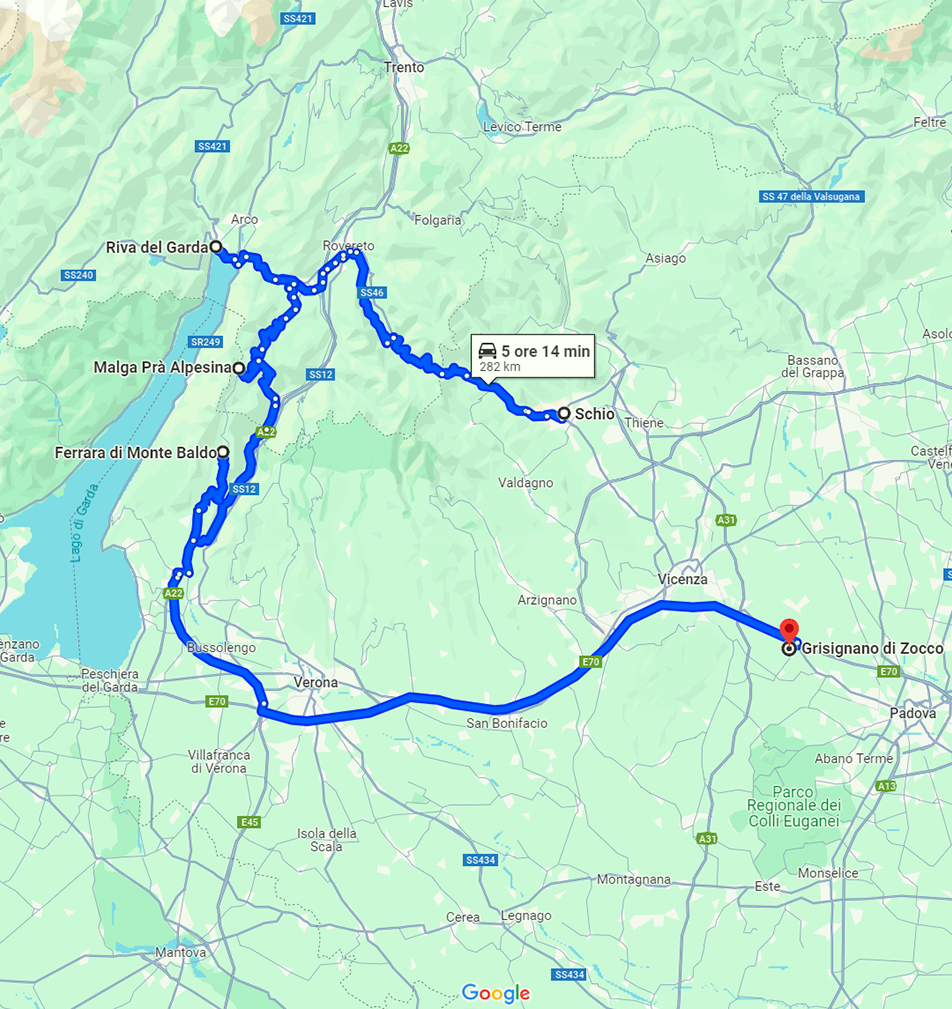 Lavis
SS421
Trento
Levico Terme
Feltre
A22
SS421
SS 47 della Valsugana
Arco
Folgaria
Riva del Garda
Rovereto
Asiago
SS240
SS46
SR249
Asolo
5 ore 14 min
282 km
Malga Prà Alpesina
SS12
Bassano
del Grappa
Schio
Thiene
A22
Ferrara di Monte Baldo
Castelf
Vene
Valdagno
SS12
Lago di Garda
A31
Vicenza
A22
Arzignano
Grisignano di Zocco
enzano
Garda
Bussolengo
E70
E70
Peschiera
del Garda
Verona
E70
Padova
San Bonifacio
Villafranca
di Verona
Abano Terme
Parco
Regionale dei
Colli Euganei
A13
E45
Isola della
Scala
A31
SS434
Monselice
Montagnana
Este
Cerea
Legnago
Mantova
SS434
Google